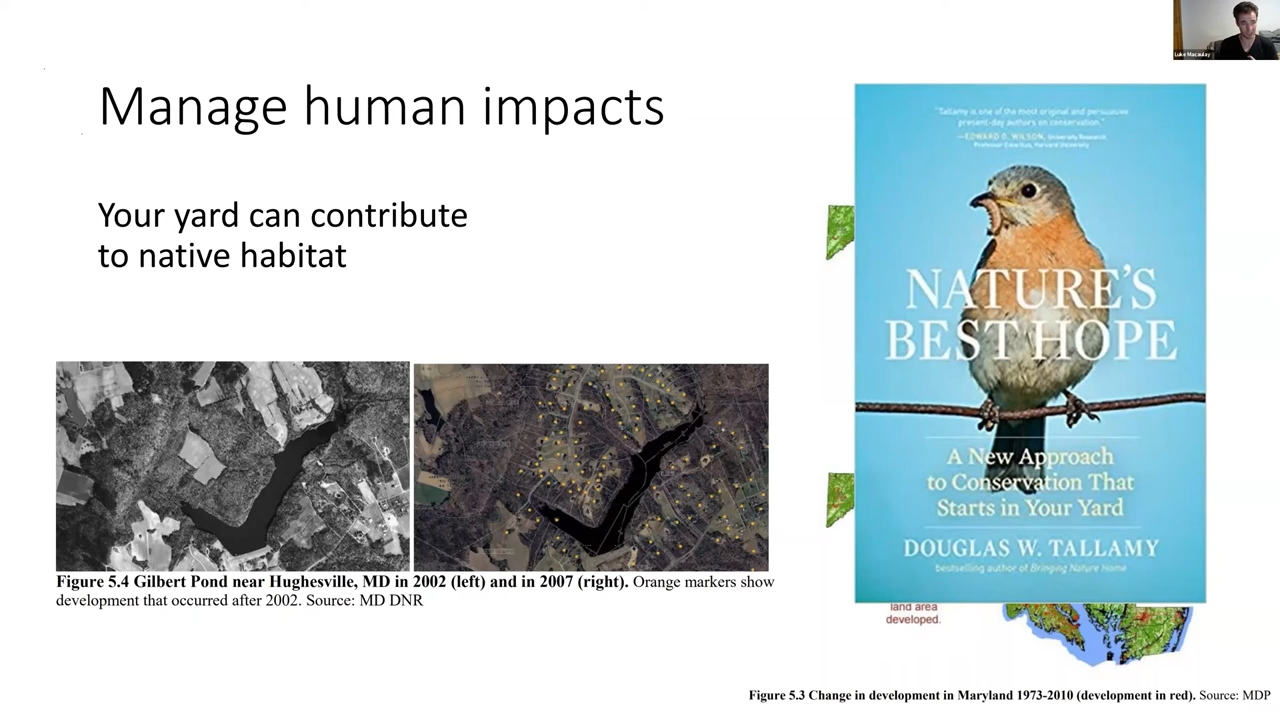 Luke Macaulay
Manage human impacts
Your yard can contribute
to native habitat
"Tallamy is one of the most original and persuasive
present-day authors on conservation."
—EDWARD O. WILSON, University Research
Professor Emeritus, Harvard University
NATURE'S
BEST HOPE
A New Approach
to Conservation That
Starts in Your Yard
DOUGLAS W. TALLAMY
bestselling author of Bringing Nature Home
Figure 5.4 Gilbert Pond near Hughesville, MD in 2002 (left) and in 2007 (right). Orange markers show
development that occurred after 2002. Source: MD DNR
land area
developed.
Figure 5.3 Change in development in Maryland 1973-2010 (development in red). Source: MDP